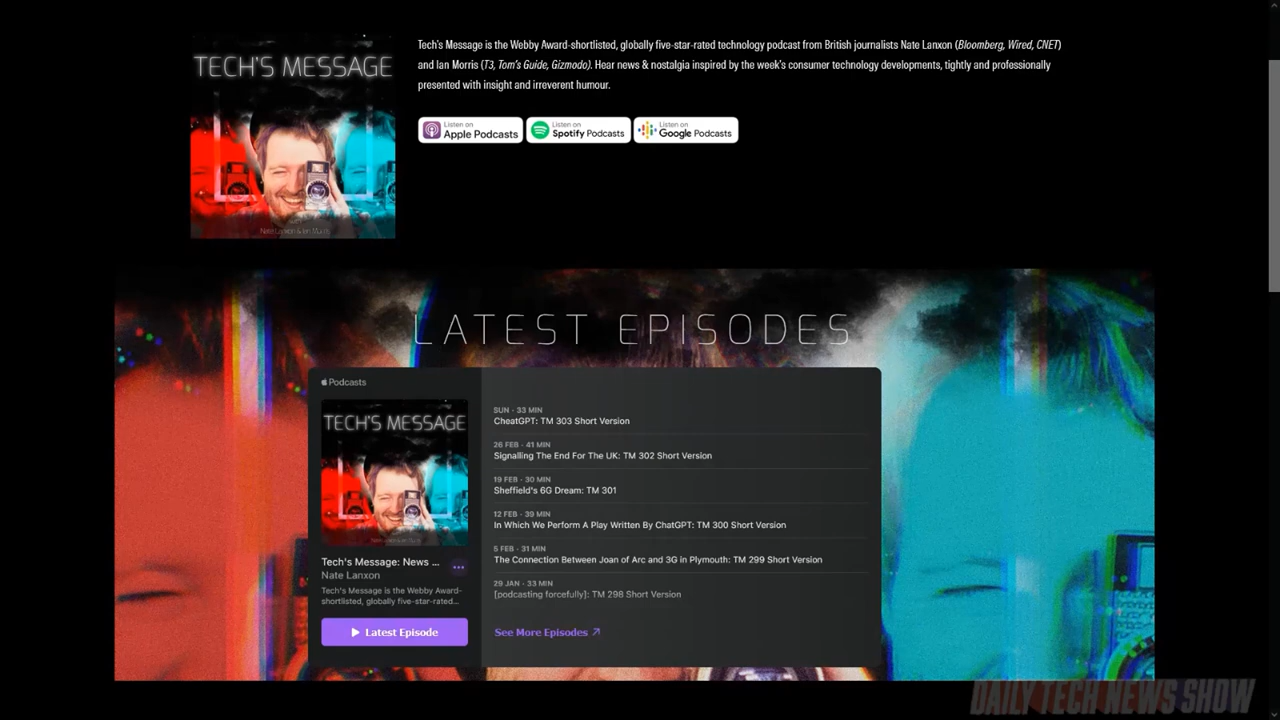 TECH'S MESSAGE
Nate Lanxon & Ian Morris
Tech's Message is the Webby Award-shortlisted, globally five-star-rated technology podcast from British journalists Nate Lanxon (Bloomberg, Wired, CNET)
and Ian Morris (T3, Tom's Guide, Gizmodo). Hear news & nostalgia inspired by the week's consumer technology developments, tightly and professionally
presented with insight and irreverent humour.
Listen on
Apple Podcasts
Listen on
Spotify Podcasts
Listen on
Google Podcasts
LATEST EPISODES
Podcasts
TECH'S MESSAGE
Tech's Message: News ...
Nate Lanxon
Tech's Message is the Webby Award-
shortlisted, globally five-star-rated...
Latest Episode
SUN · 33 MIN
CheatGPT: TM 303 Short Version
26 FEB · 41 MIN
Signalling The End For The UK: TM 302 Short Version
19 FEB · 30 MIN
Sheffield's 6G Dream: TM 301
12 FEB · 39 MIN
In Which We Perform A Play Written By ChatGPT: TM 300 Short Version
5 FEB · 31 MIN
The Connection Between Joan of Arc and 3G in Plymouth: TM 299 Short Version
29 JAN · 33 MIN
[podcasting forcefully]: TM 298 Short Version
See More Episodes
DAILY TECH NEWS SHOW